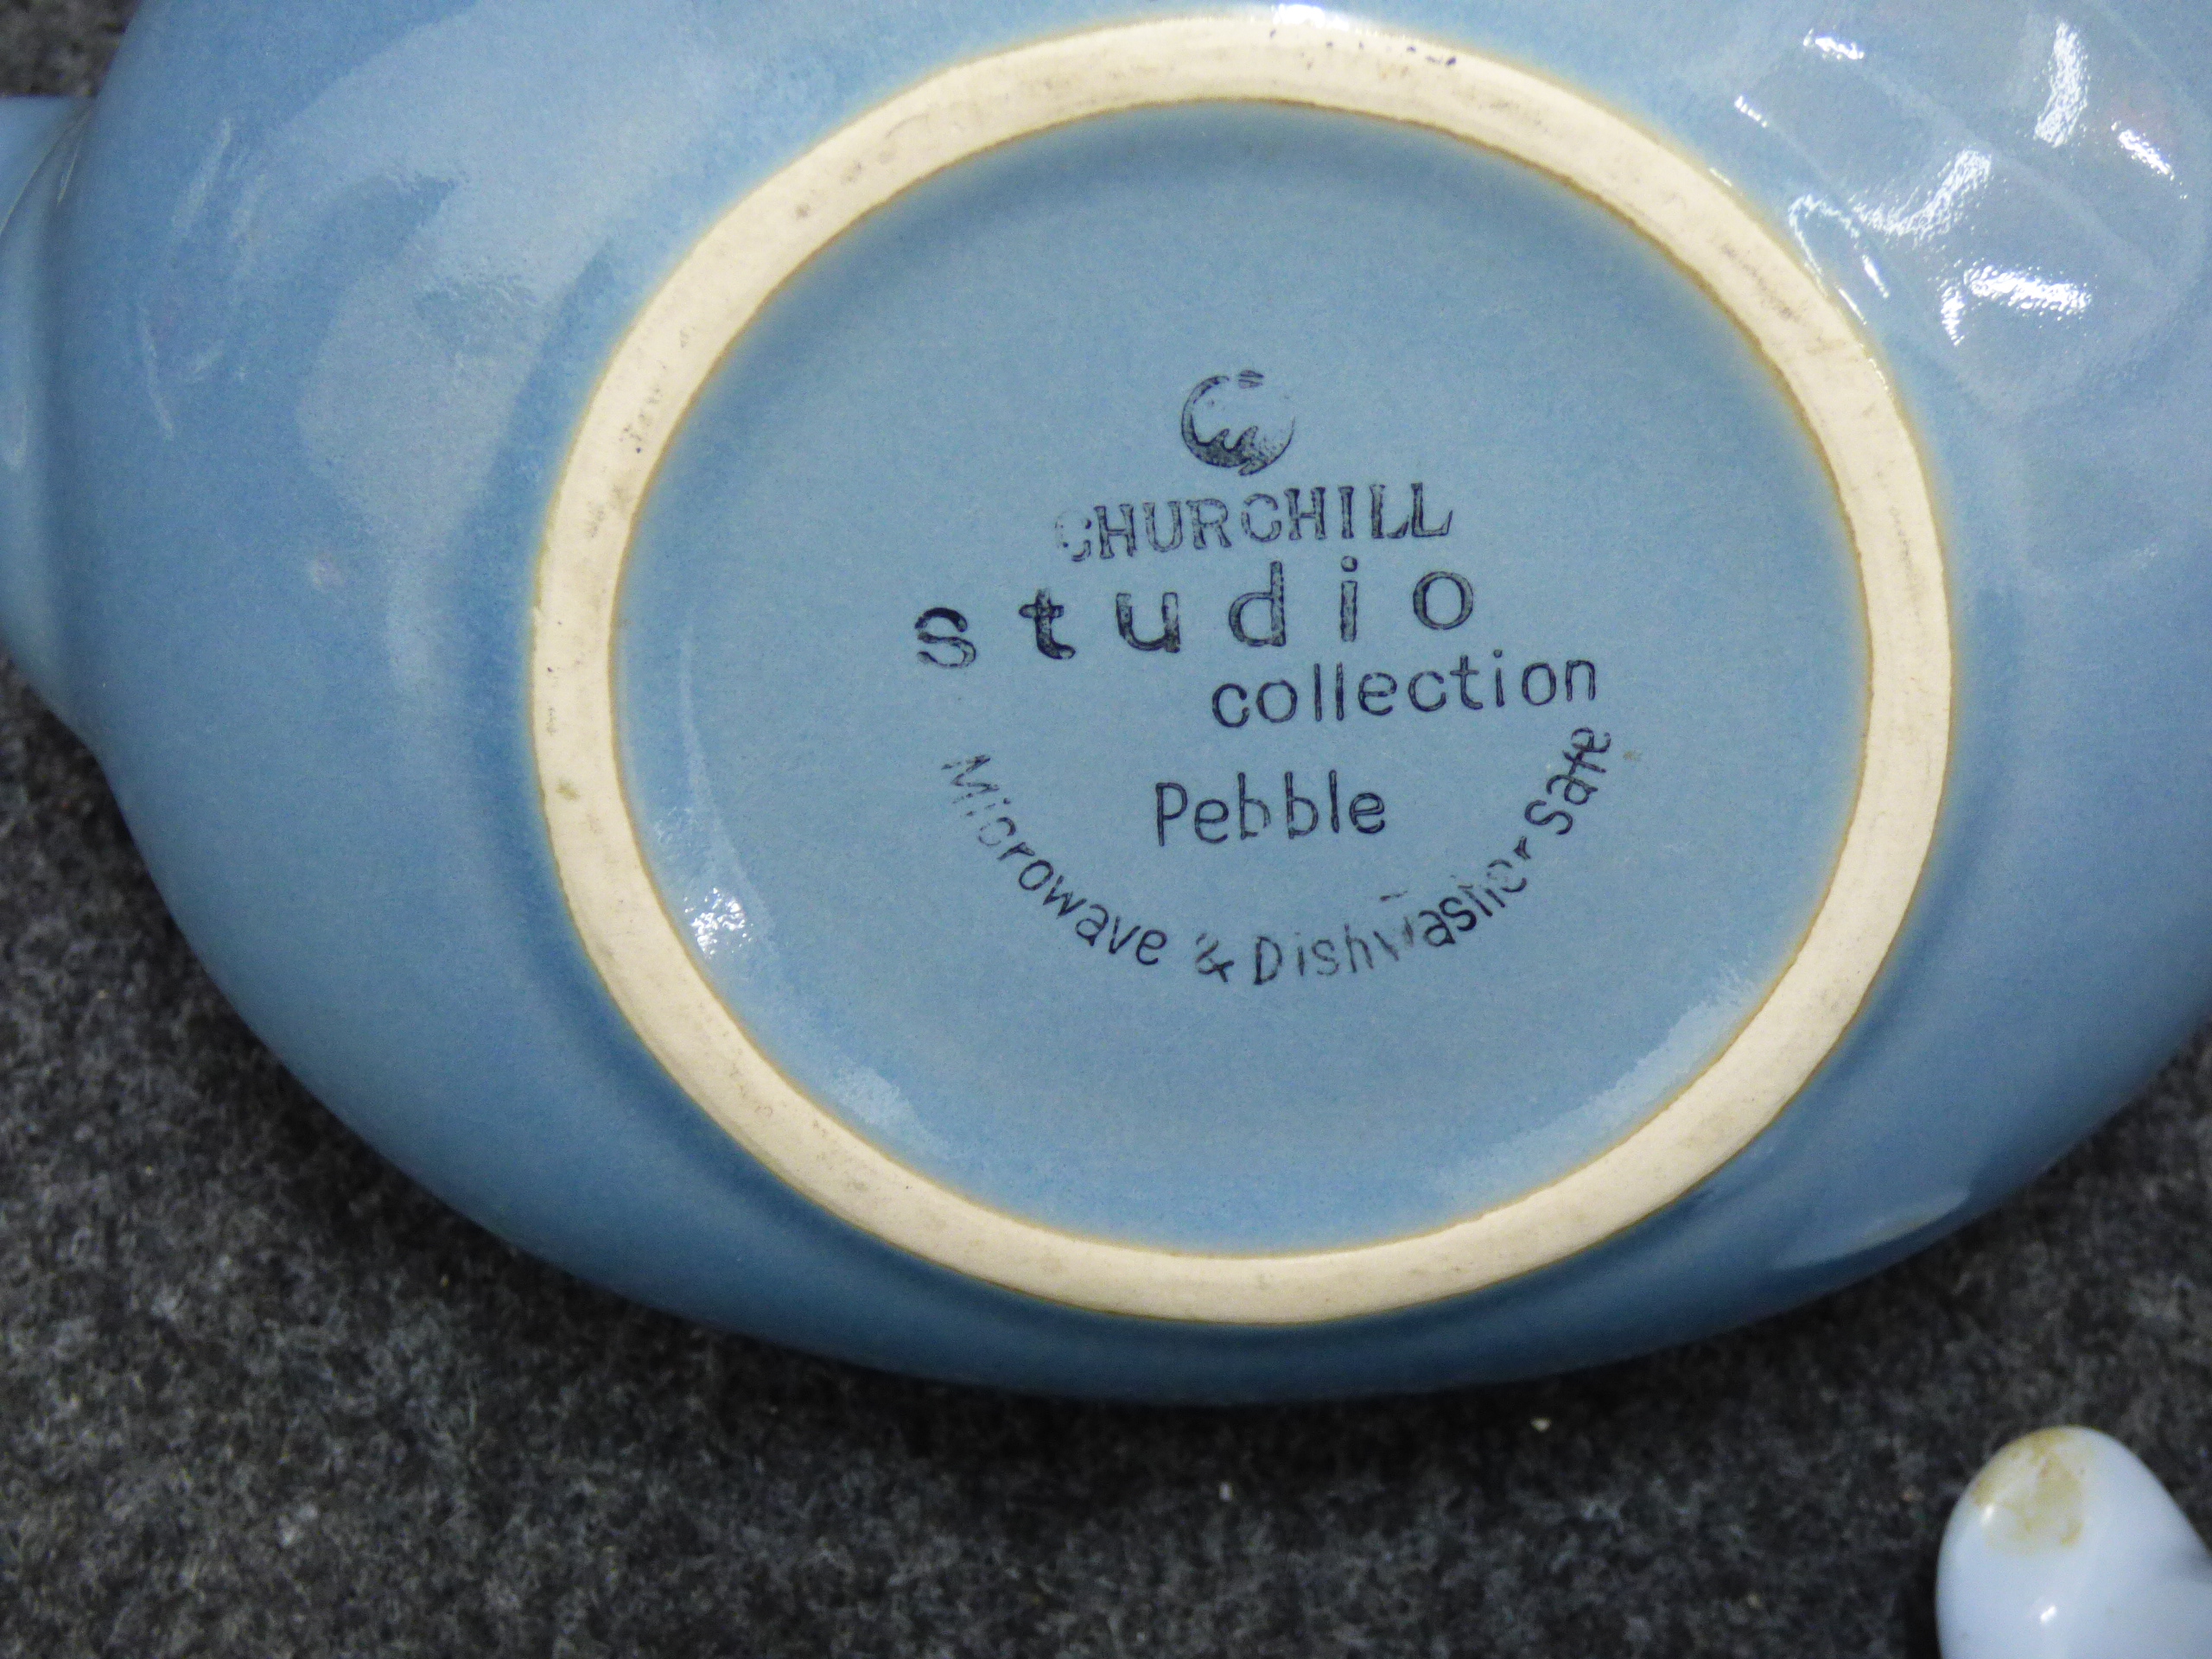 CHURCHILL
studio
collection
Pebble
Microwave & Dishwasher Safe